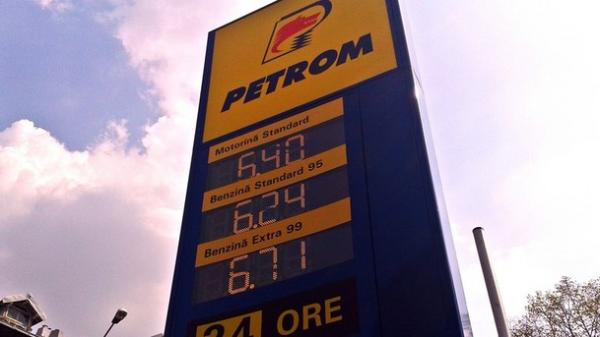 PETROM
Motorină Standard
6.40
Benzină Standard 95
6.24
Benzină Extra 99
6.71
24 ORE